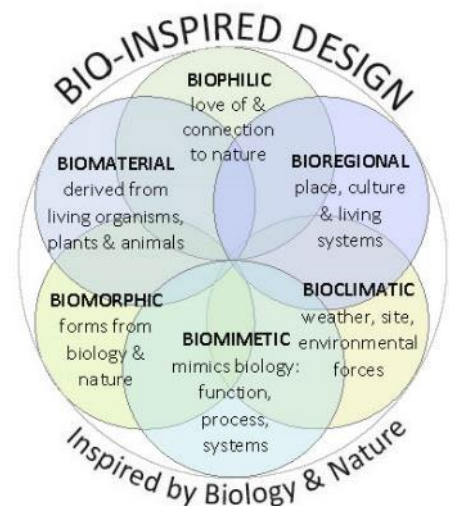 BIO-INSPIRED DESIGN
BIOPHILIC
love of &
connection
to nature
BIOMATERIAL
derived from
living organisms,
plants & animals
BIOREGIONAL
place, culture
& living
systems
BIOMORPHIC
forms from
biology &
nature
BIOMIMETIC
mimics biology:
function,
process,
systems
BIOCLIMATIC
weather, site,
environmental
forces
Inspired by Biology & Nature